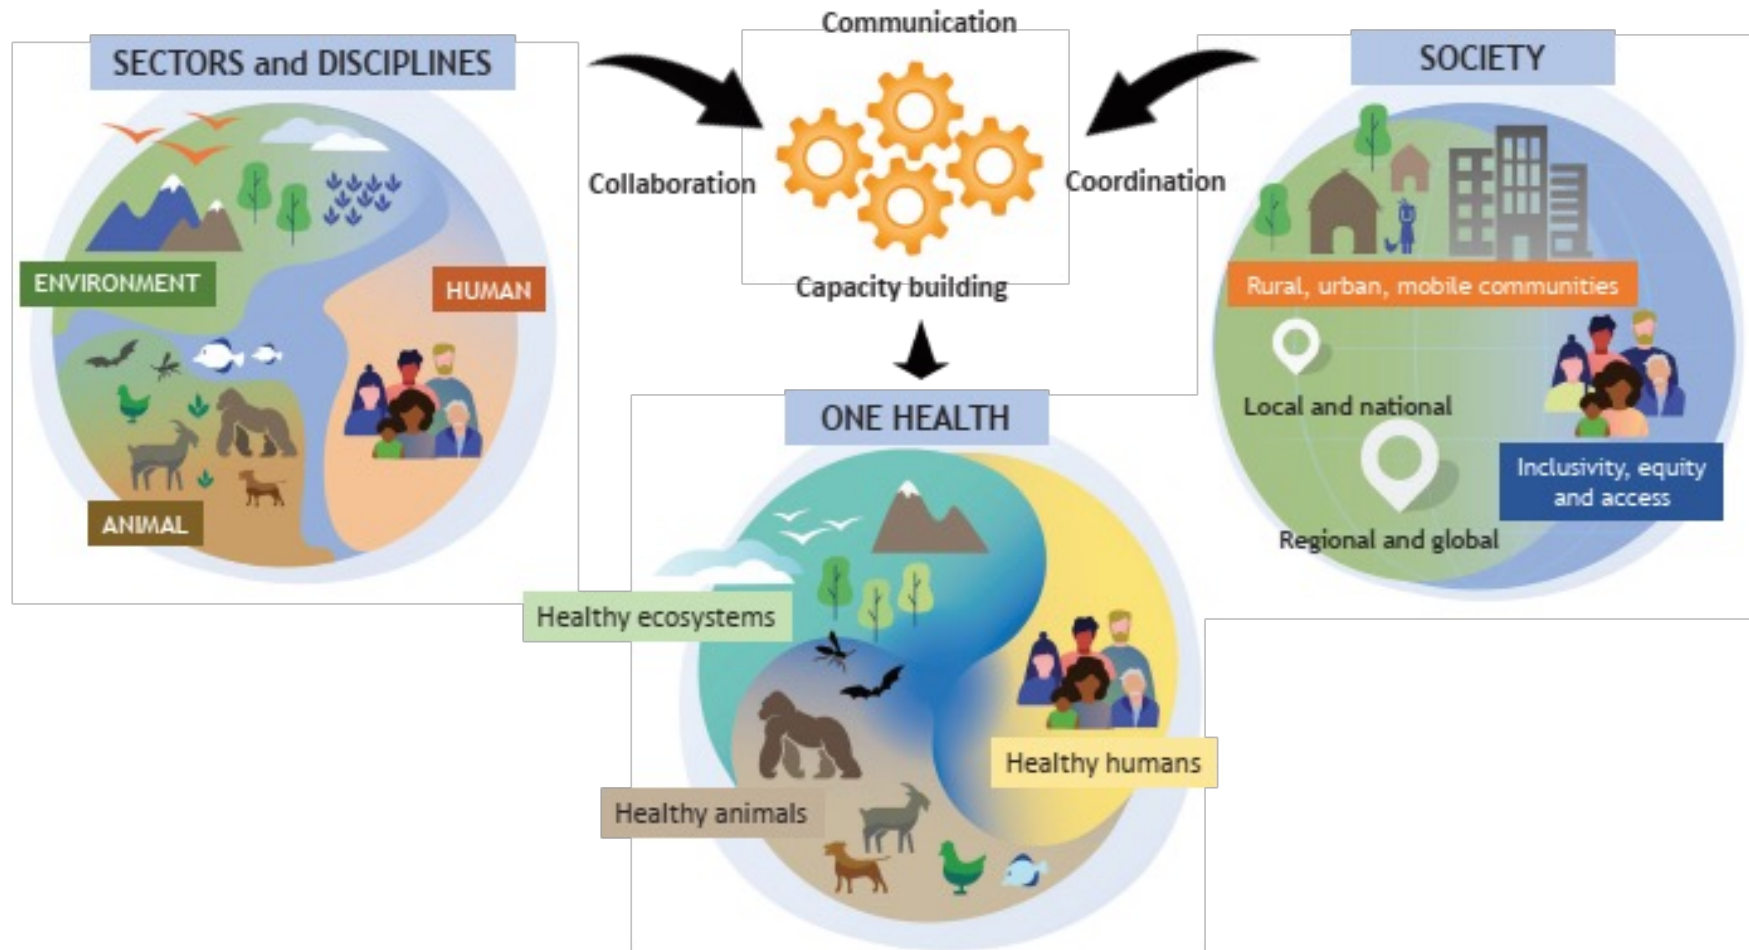 SECTORS and DISCIPLINES
ENVIRONMENT
HUMAN
ANIMAL
Communication
Collaboration
Coordination
Capacity building
SOCIETY
Rural, urban, mobile communities
Local and national
Inclusivity, equity
and access
Regional and global
ONE HEALTH
Healthy ecosystems
Healthy humans
Healthy animals